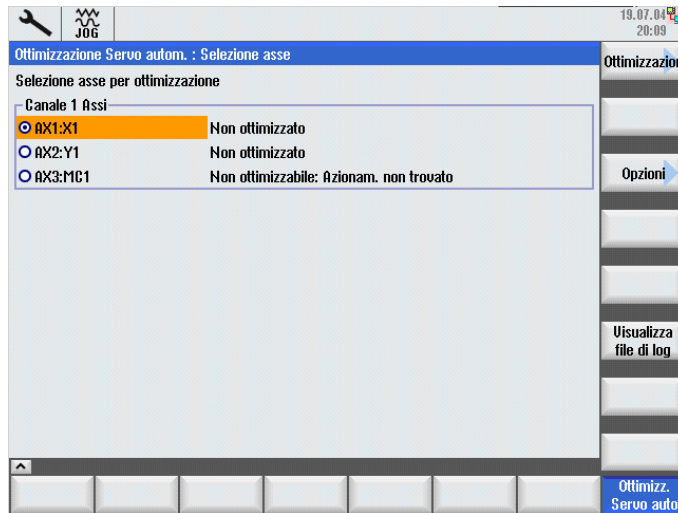 JOG
19.07.04
20:09
Ottimizzazione Servo autom. : Selezione asse
Ottimizzazio
Selezione asse per ottimizzazione
Canale 1 Assi
AX1:X1 Non ottimizzato
AX2:Y1 Non ottimizzato
AX3:MC1 Non ottimizzabile: Azionam. non trovato
Opzioni
Visualizza
file di log
Ottimizz.
Servo auto